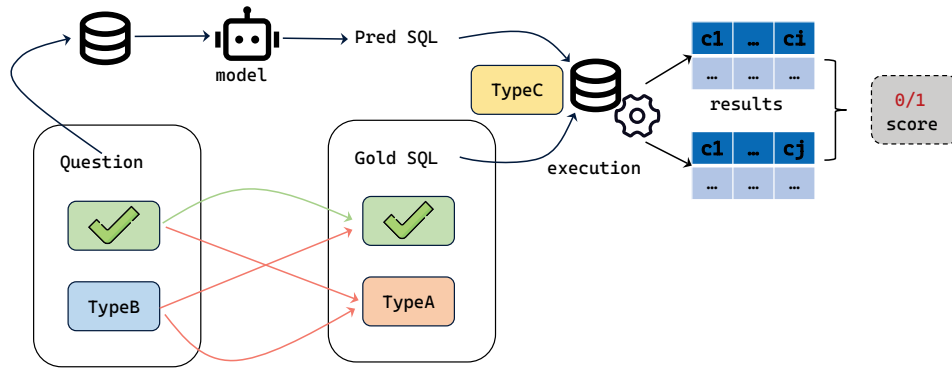 Pred SQL
model
TypeC
c1 … ci
… … …
results
0/1
score
Question
Gold SQL
execution
c1 … cj
… … …
TypeB
TypeA